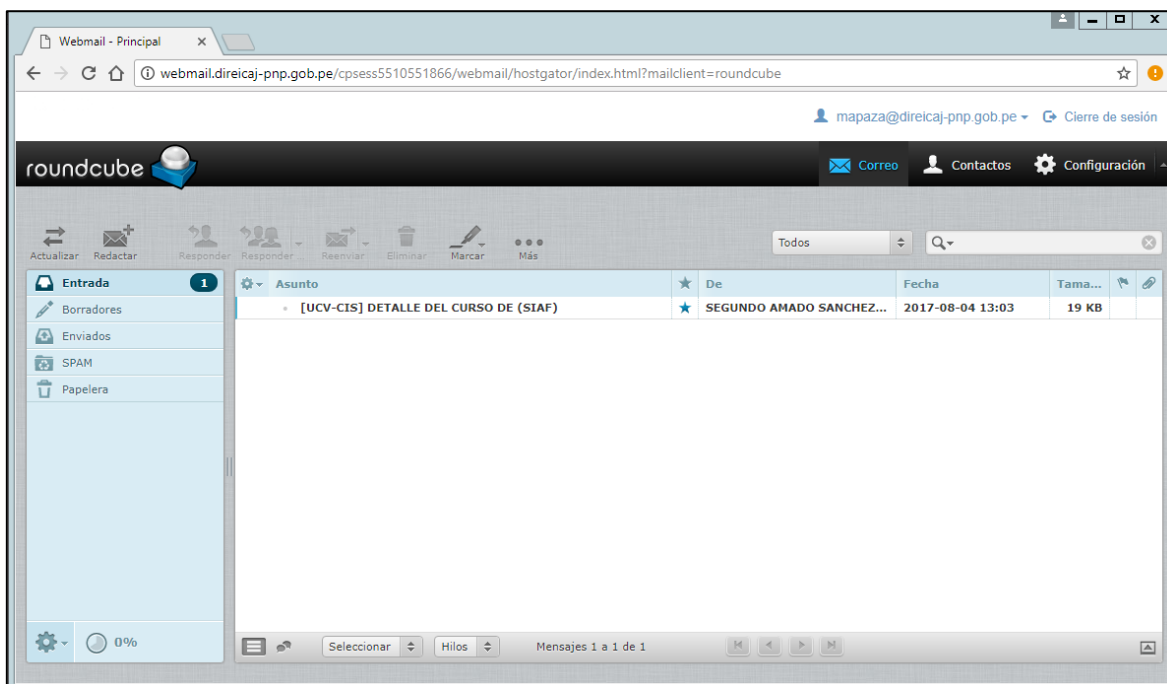 Webmail - Principal
webmail.direicaj-pnp.gob.pe/cpsess5510551866/webmail/hostgator/index.html?mailclient=roundcube
mapaza@direicaj-pnp.gob.pe Cierre de sesión
roundcube Correo Contactos Configuración
Actualizar Redactar Responder Responder Reenviar Eliminar Marcar Más Todos
Entrada 1 Asunto De Fecha Tama...
Borradores [UCV-CIS] DETALLE DEL CURSO DE (SIAF) SEGUNDO AMADO SANCHEZ... 2017-08-04 13:03 19 KB
Enviados
SPAM
Papelera
0% Seleccionar Hilos Mensajes 1 a 1 de 1